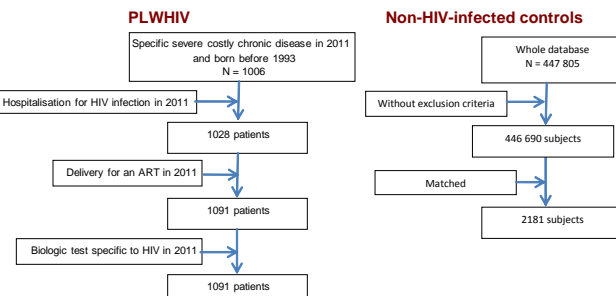 PLWHIV
Specific severe costly chronic disease in 2011
and born before 1993
N = 1006
Hospitalisation for HIV infection in 2011
1028 patients
Delivery for an ART in 2011
1091 patients
Biologic test specific to HIV in 2011
1091 patients
Non-HIV-infected controls
Whole database
N = 447 805
Without exclusion criteria
446 690 subjects
Matched
2181 subjects